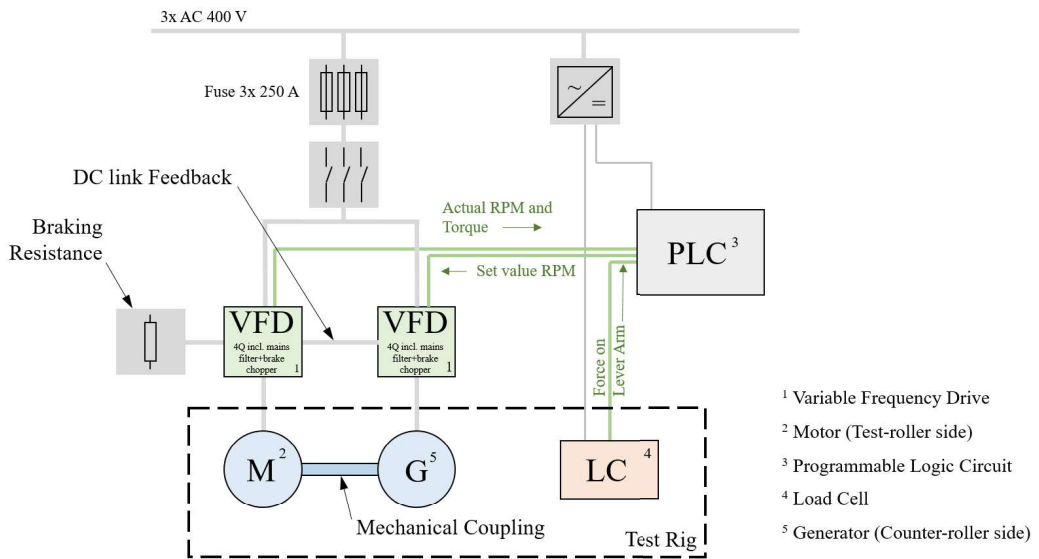 3x AC 400 V
Fuse 3x 250 A
~
=
DC link Feedback
Braking
Resistance
Actual RPM and
Torque →
← Set value RPM
PLC 3
VFD
4Q incl. mains
filter+brake
chopper
1
VFD
4Q incl. mains
filter+brake
chopper
1
Force on
Lever Arm
M 2
G 5
LC 4
Mechanical Coupling
Test Rig
1 Variable Frequency Drive
2 Motor (Test-roller side)
3 Programmable Logic Circuit
4 Load Cell
5 Generator (Counter-roller side)